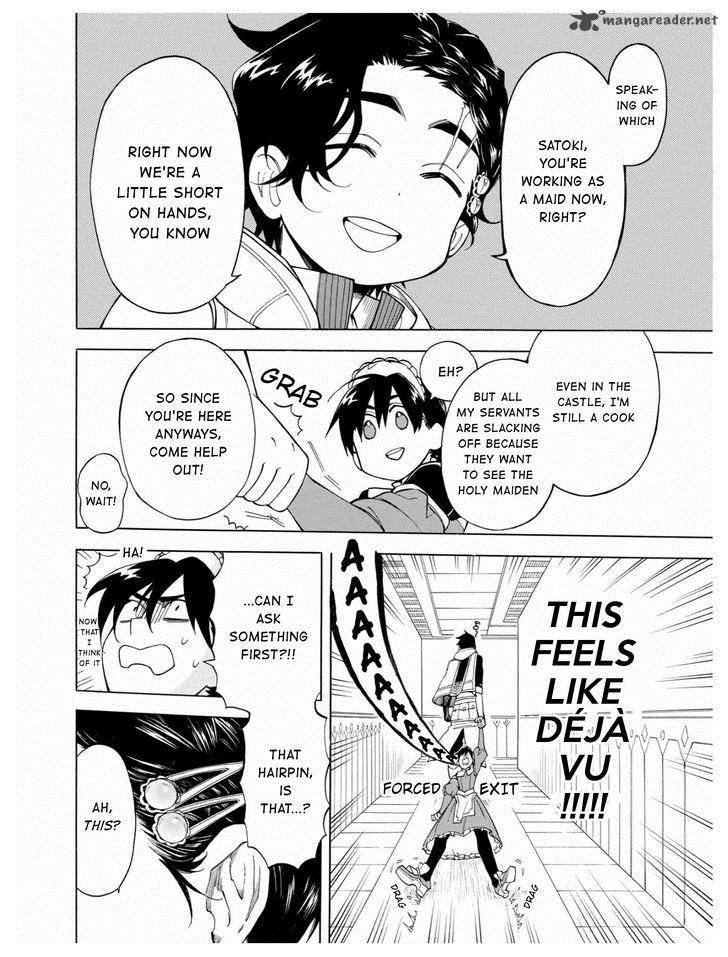 mangareader.net
SPEAK-
ING OF
WHICH
SATOKI,
YOU'RE
WORKING AS
A MAID NOW,
RIGHT?
RIGHT NOW
WE'RE A
LITTLE SHORT
ON HANDS,
YOU KNOW
EVEN IN THE
CASTLE, I'M
STILL A COOK
BUT ALL
MY SERVANTS
ARE SLACKING
OFF BECAUSE
THEY WANT
TO SEE THE
HOLY MAIDEN
EH?
GRAB
SO SINCE
YOU'RE HERE
ANYWAYS,
COME HELP
OUT!
NO,
WAIT!
THIS
FEELS
LIKE
DÉJÀ
VU
!!!!!
AAAAAAAAAAAAA
FORCED EXIT
DRAG
DRAG
HA!
NOW
THAT
I
THINK
OF IT
...CAN I
ASK
SOMETHING
FIRST?!!
THAT
HAIRPIN,
IS
THAT...?
AH,
THIS?